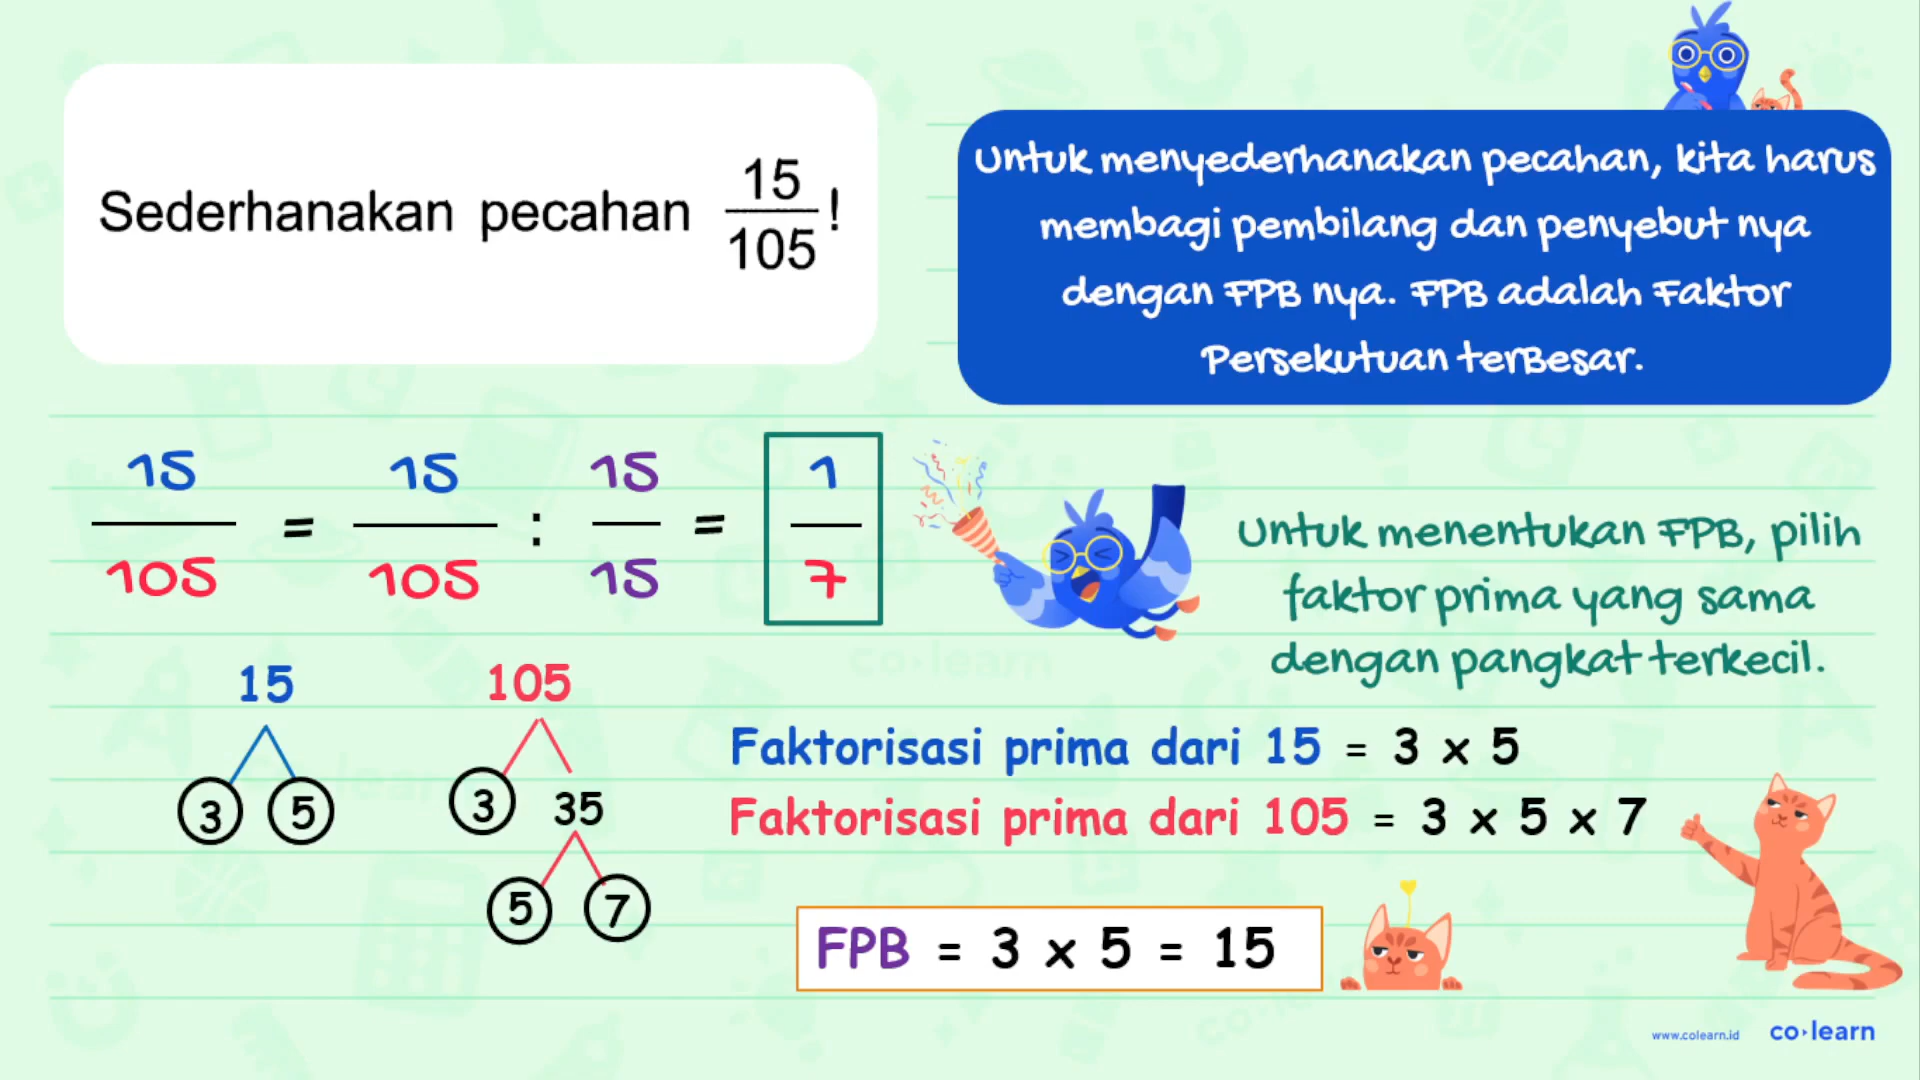 Sederhanakan pecahan 15/105!
Untuk menyederhanakan pecahan, kita harus
membagi pembilang dan penyebut nya
dengan FPB nya. FPB adalah Faktor
Persekutuan terBesar.
15/105 = 15/105 : 15/15 = 1/7
Untuk menentukan FPB, pilih
faktor prima yang sama
dengan pangkat terkecil.
15
3 5
105
3 35
5 7
Faktorisasi prima dari 15 = 3 x 5
Faktorisasi prima dari 105 = 3 x 5 x 7
FPB = 3 x 5 = 15
co learn
www.colearn.id co learn